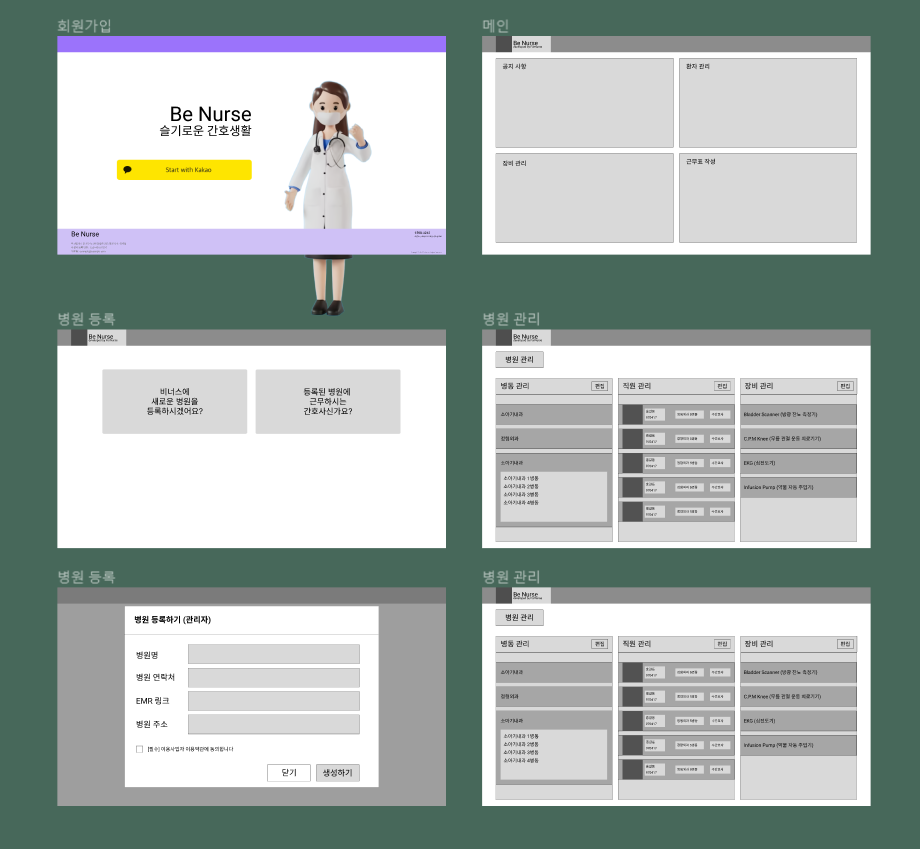 회원가입
Be Nurse
슬기로운 간호생활
Start with Kakao
Be Nurse
메인
Be Nurse
공지 사항
환자 관리
장비 관리
근무표 작성
병원 등록
Be Nurse
비너스에
새로운 병원을
등록하시겠어요?
등록된 병원에
근무하시는
간호사신가요?
병원 관리
Be Nurse
병원 관리
병동 관리
편집
소아기내과
정형외과
소아기내과
소아기내과 1병동
소아기내과 2병동
소아기내과 3병동
소아기내과 4병동
직원 관리
편집
장비 관리
편집
Bladder Scanner (방광 잔뇨 측정기)
C.P.M Knee (무릎 관절 운동 치료기기)
EKG (심전도기)
Infusion Pump (약물 자동 주입기)
병원 등록
병원 등록하기 (관리자)
병원명
병원 연락처
EMR 링크
병원 주소
[필수] 이용사업자 이용약관에 동의합니다
닫기
생성하기
병원 관리
Be Nurse
병원 관리
병동 관리
편집
소아기내과
정형외과
소아기내과
소아기내과 1병동
소아기내과 2병동
소아기내과 3병동
소아기내과 4병동
직원 관리
편집
장비 관리
편집
Bladder Scanner (방광 잔뇨 측정기)
C.P.M Knee (무릎 관절 운동 치료기기)
EKG (심전도기)
Infusion Pump (약물 자동 주입기)